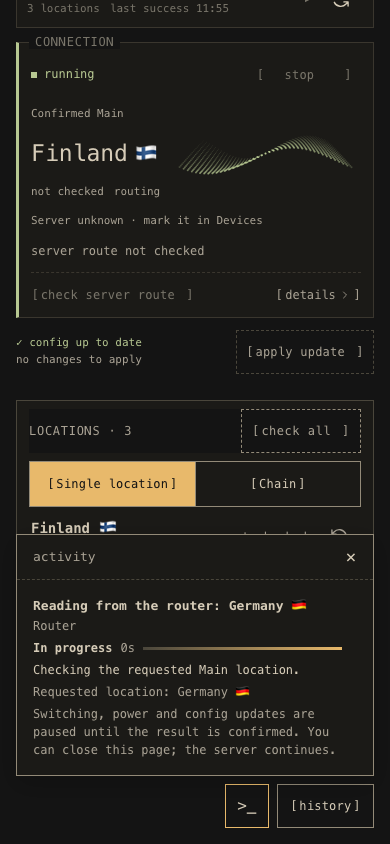 3 locations last success 11:55
CONNECTION
running [ stop ]
Confirmed Main
Finland 🇫🇮
not checked routing
Server unknown · mark it in Devices
server route not checked
[check server route ] [details > ]
✓ config up to date
no changes to apply
[apply update ]
LOCATIONS · 3 [check all ]
[Single location] [Chain]
Finland 🇫🇮
activity ×
Reading from the router: Germany 🇩🇪
Router
In progress 0s
Checking the requested Main location.
Requested location: Germany 🇩🇪
Switching, power and config updates are
paused until the result is confirmed. You
can close this page; the server continues.
>_ [history]